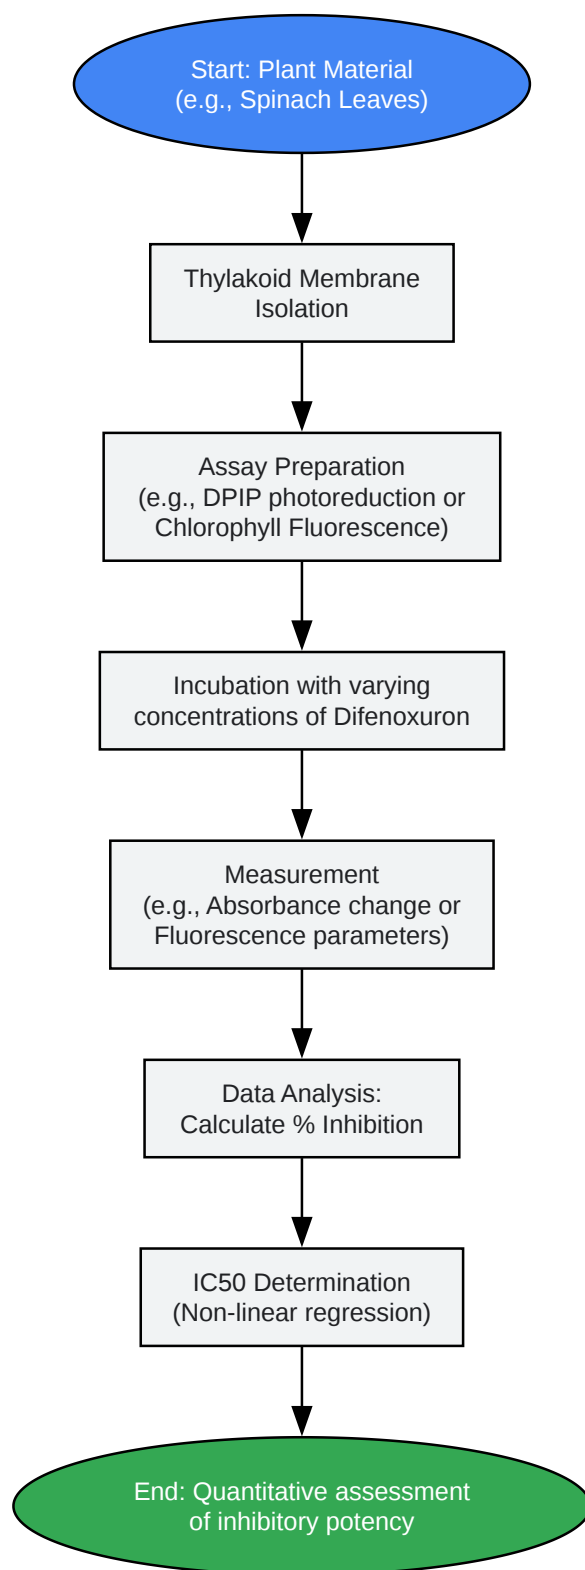 Start: Plant Material
(e.g., Spinach Leaves)
Thylakoid Membrane
Isolation
Assay Preparation
(e.g., DPIP photoreduction or
Chlorophyll Fluorescence)
Incubation with varying
concentrations of Difenoxuron
Measurement
(e.g., Absorbance change or
Fluorescence parameters)
Data Analysis:
Calculate % Inhibition
IC50 Determination
(Non-linear regression)
End: Quantitative assessment
of inhibitory potency